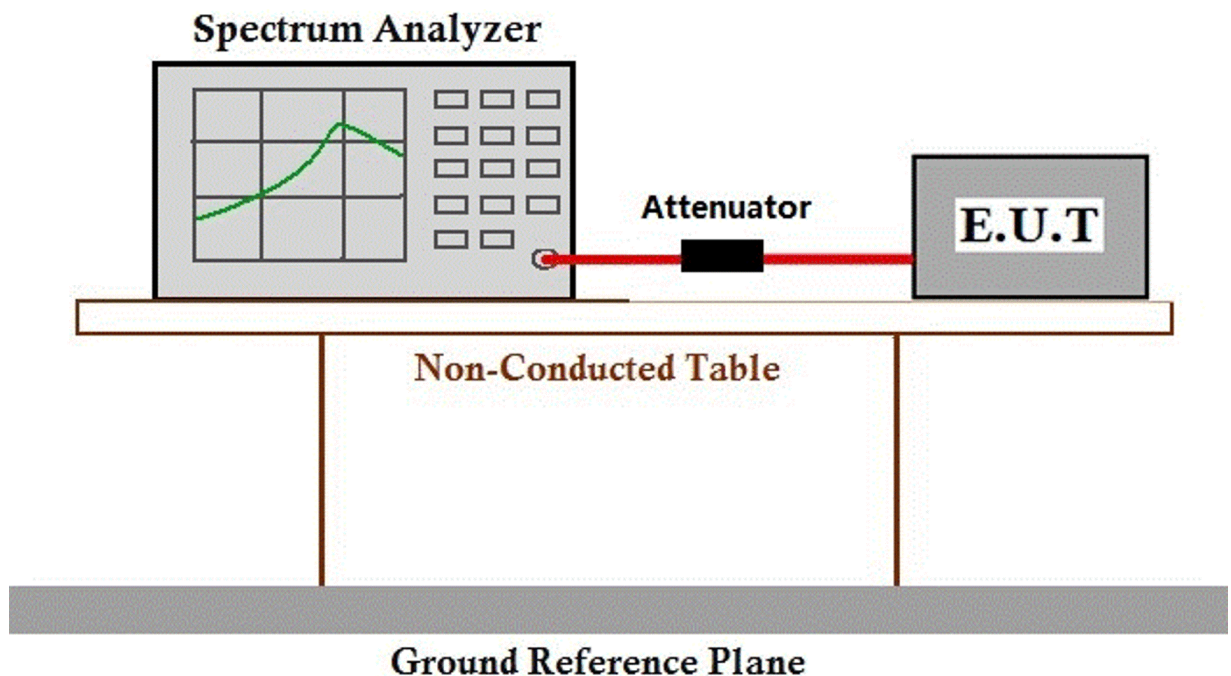 Spectrum Analyzer
Attenuator
E.U.T
Non-Conducted Table
Ground Reference Plane